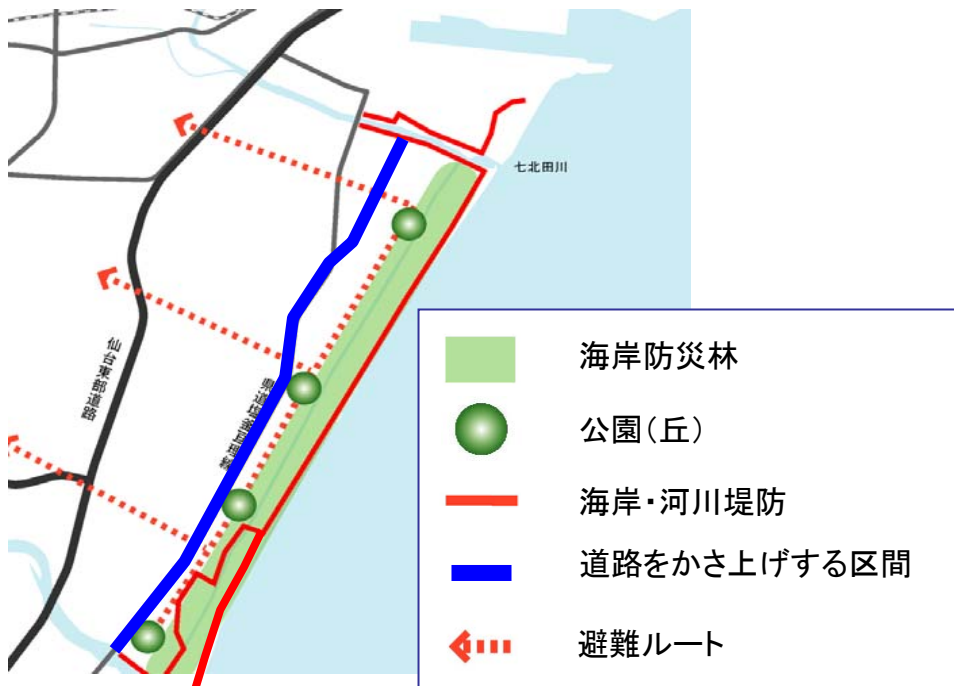 七北田川
仙台東部道路
県道塩釜亘理線
海岸防災林
公園(丘)
海岸・河川堤防
道路をかさ上げする区間
避難ルート